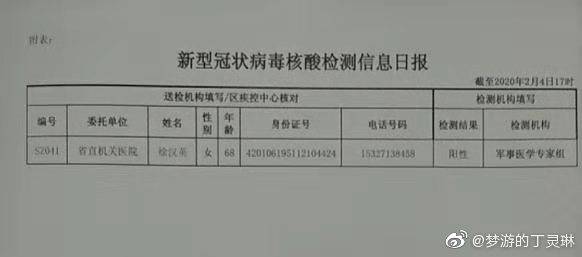 附表:
新型冠状病毒核酸检测信息日报
截至2020年2月4日17时
送检机构填写/区疾控中心核对 检测机构填写
编号 委托单位 姓名 性别 年龄 身份证号 电话号码 检测结果 检测机构
SZ041 省直机关医院 徐汉英 女 68 420106195112104424 15327138458 阳性 军事医学专家组
@梦游的丁灵琳